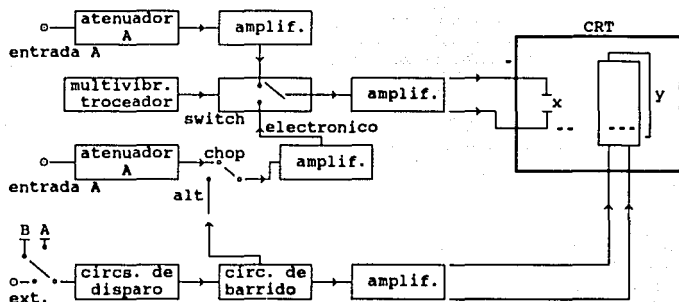 CRT
atenuador
A
amplif.
entrada A
multivibr.
troceador
switch
electronico
amplif.
x
y
atenuador
A
entrada A
chop
alt
amplif.
B A
ext.
circs. de
disparo
circ. de
barrido
amplif.